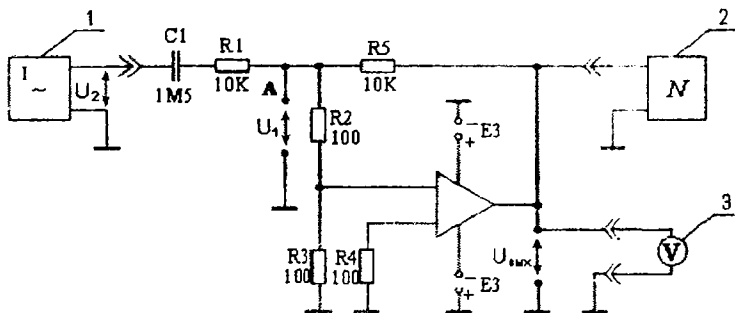 1
I
~
U₂
C1
1M5
R1
10K
A
U₁
R2
100
R5
10K
2
N
R3
100
R4
100
−E3
+
−E3
+
Uвых
3
V